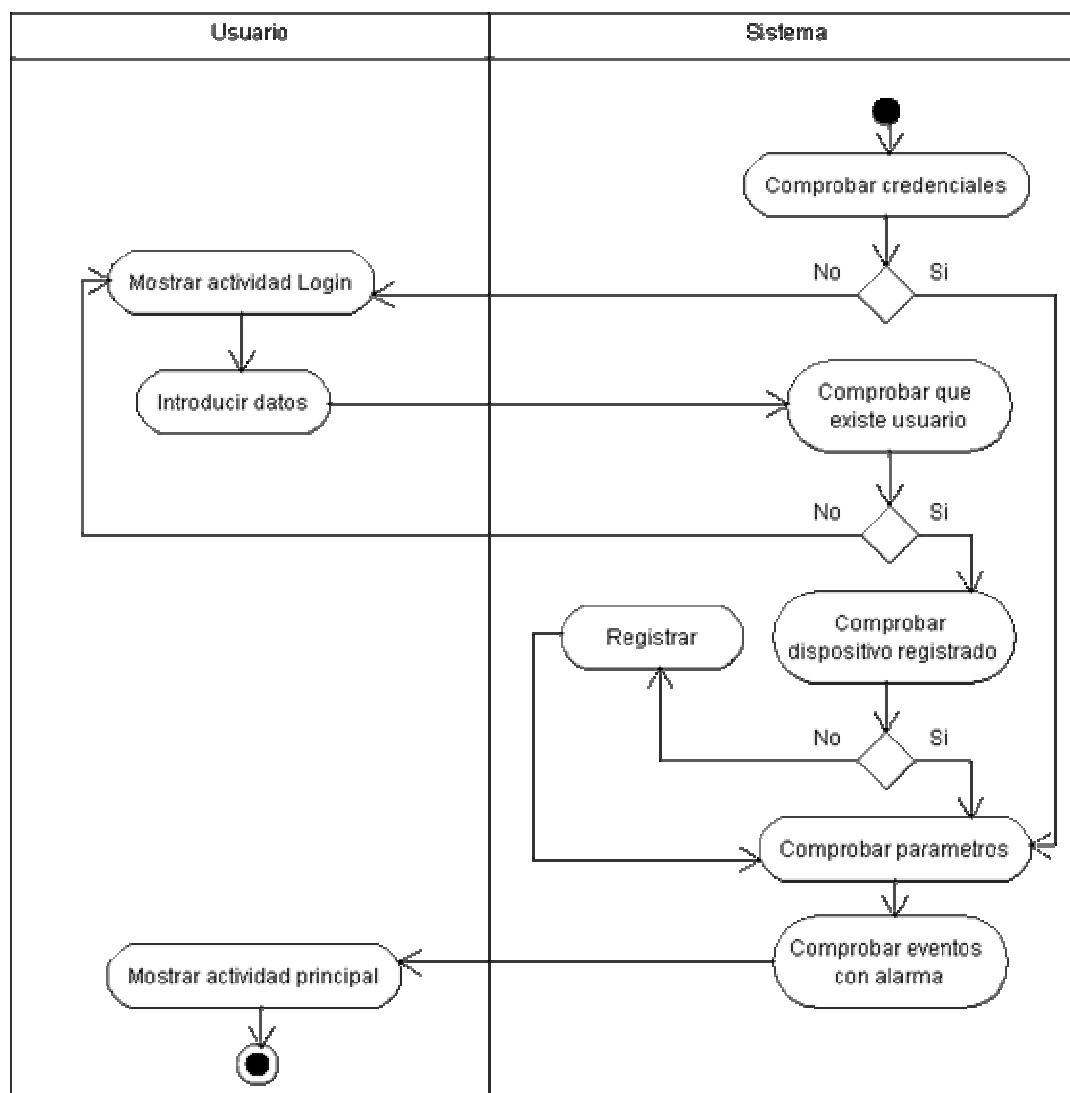 Usuario
Sistema
Comprobar credenciales
No
Si
Mostrar actividad Login
Introducir datos
Comprobar que
existe usuario
No
Si
Registrar
Comprobar
dispositivo registrado
No
Si
Comprobar parametros
Comprobar eventos
con alarma
Mostrar actividad principal